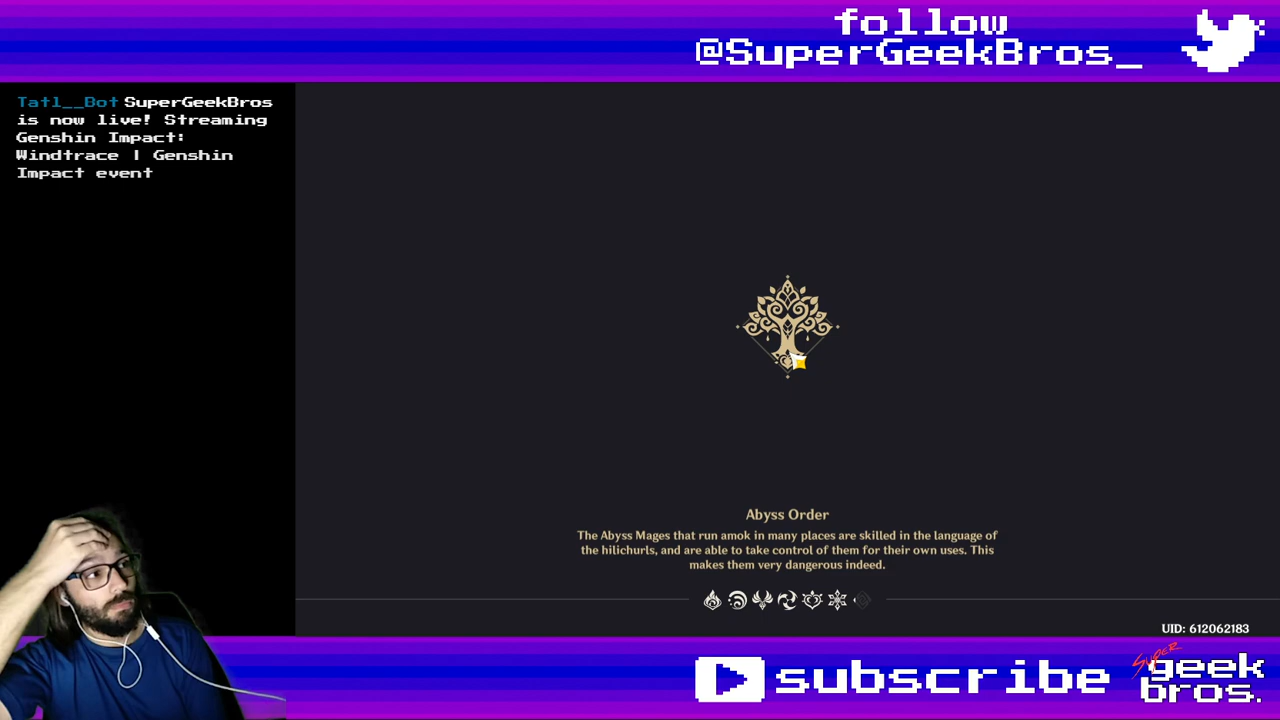 follow
@SuperGeekBros_
Tatl__Bot SuperGeekBros
is now live! Streaming
Genshin Impact:
Windtrace | Genshin
Impact event
Abyss Order
The Abyss Mages that run amok in many places are skilled in the language of
the hilichurls, and are able to take control of them for their own uses. This
makes them very dangerous indeed.
UID: 612062183
subscribe
SUPER
geek
bros.